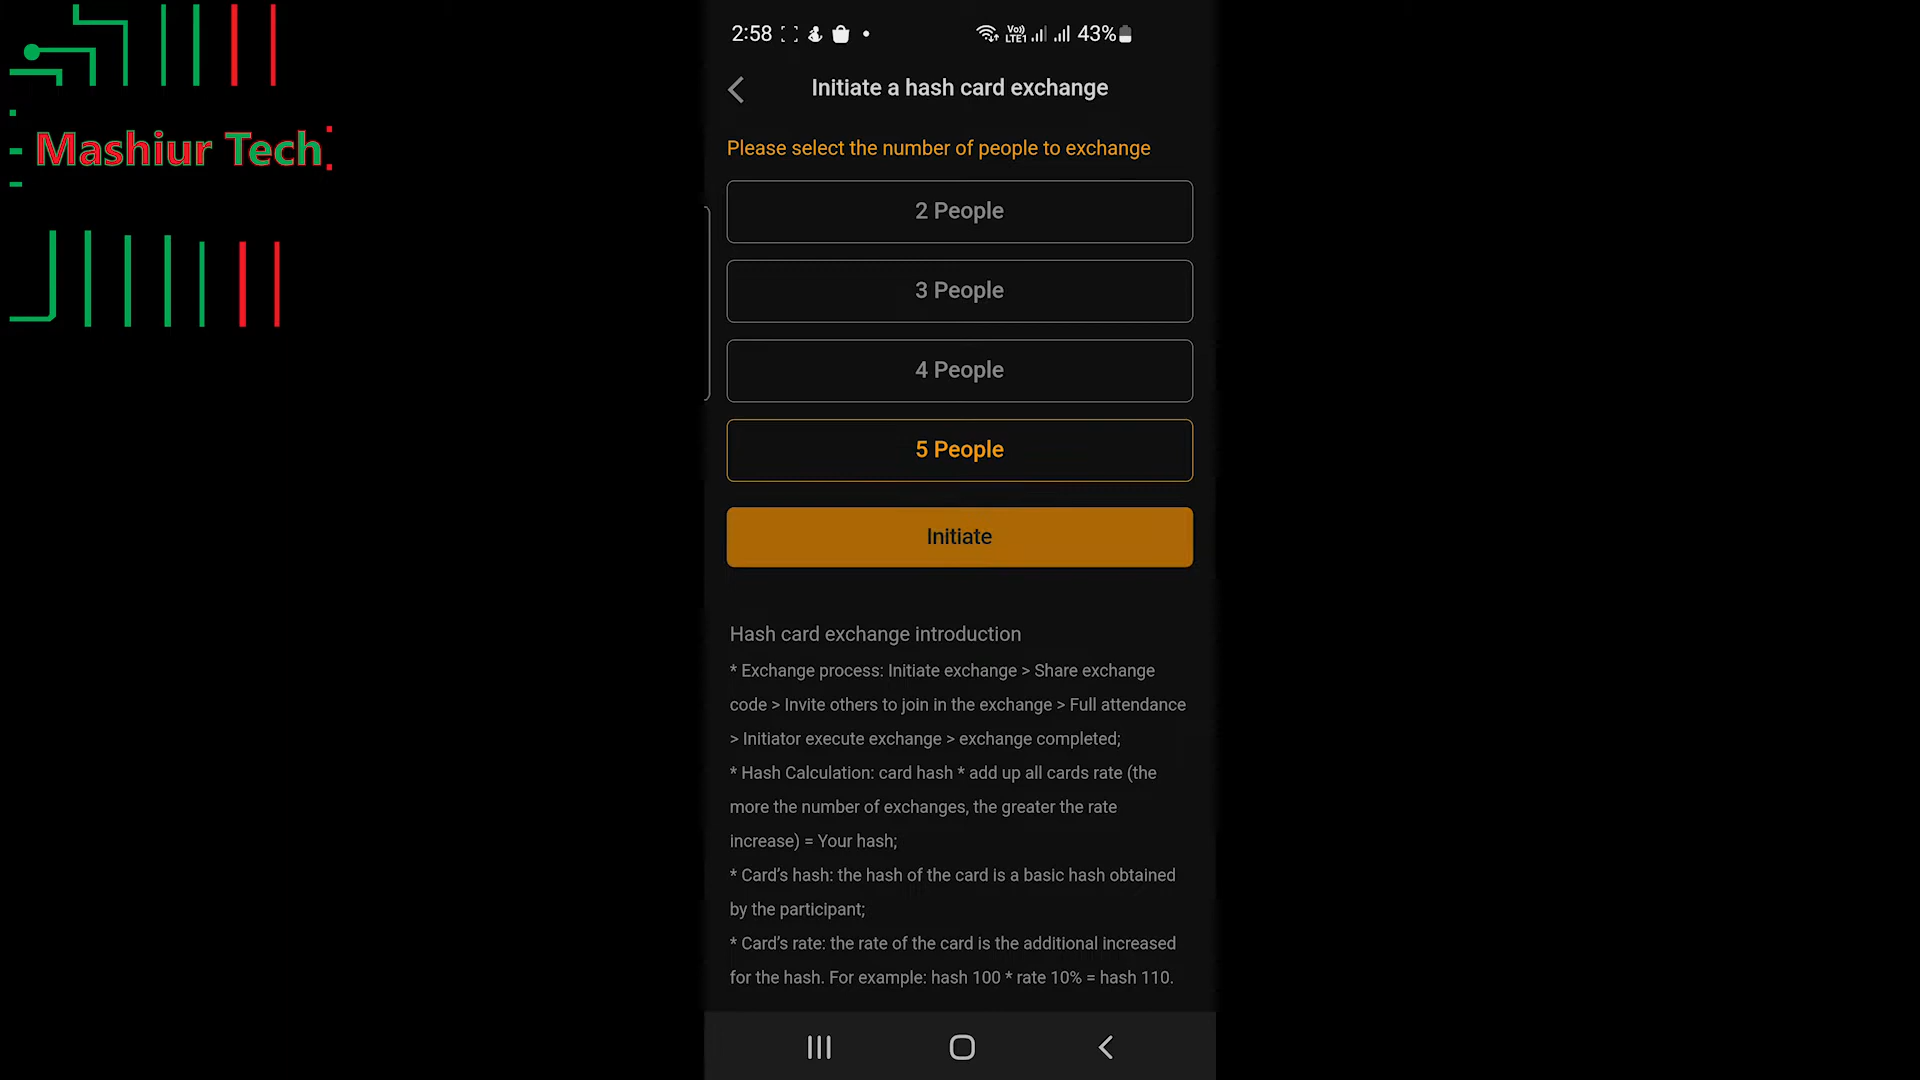 Mashiur Tech
2:58
Vo)) LTE1 43%
Initiate a hash card exchange
Please select the number of people to exchange
2 People
3 People
4 People
5 People
Initiate
Hash card exchange introduction
* Exchange process: Initiate exchange > Share exchange
code > Invite others to join in the exchange > Full attendance
> Initiator execute exchange > exchange completed;
* Hash Calculation: card hash * add up all cards rate (the
more the number of exchanges, the greater the rate
increase) = Your hash;
* Card's hash: the hash of the card is a basic hash obtained
by the participant;
* Card's rate: the rate of the card is the additional increased
for the hash. For example: hash 100 * rate 10% = hash 110.